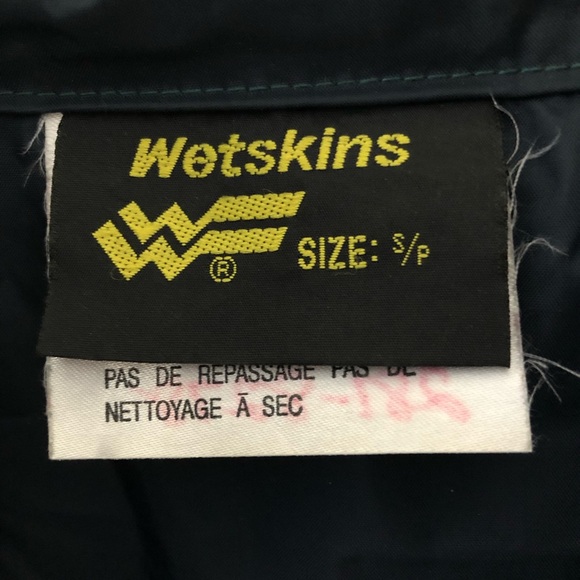 Wetskins
®
SIZE: S/P
PAS DE REPASSAGE PAS DE
NETTOYAGE À SEC